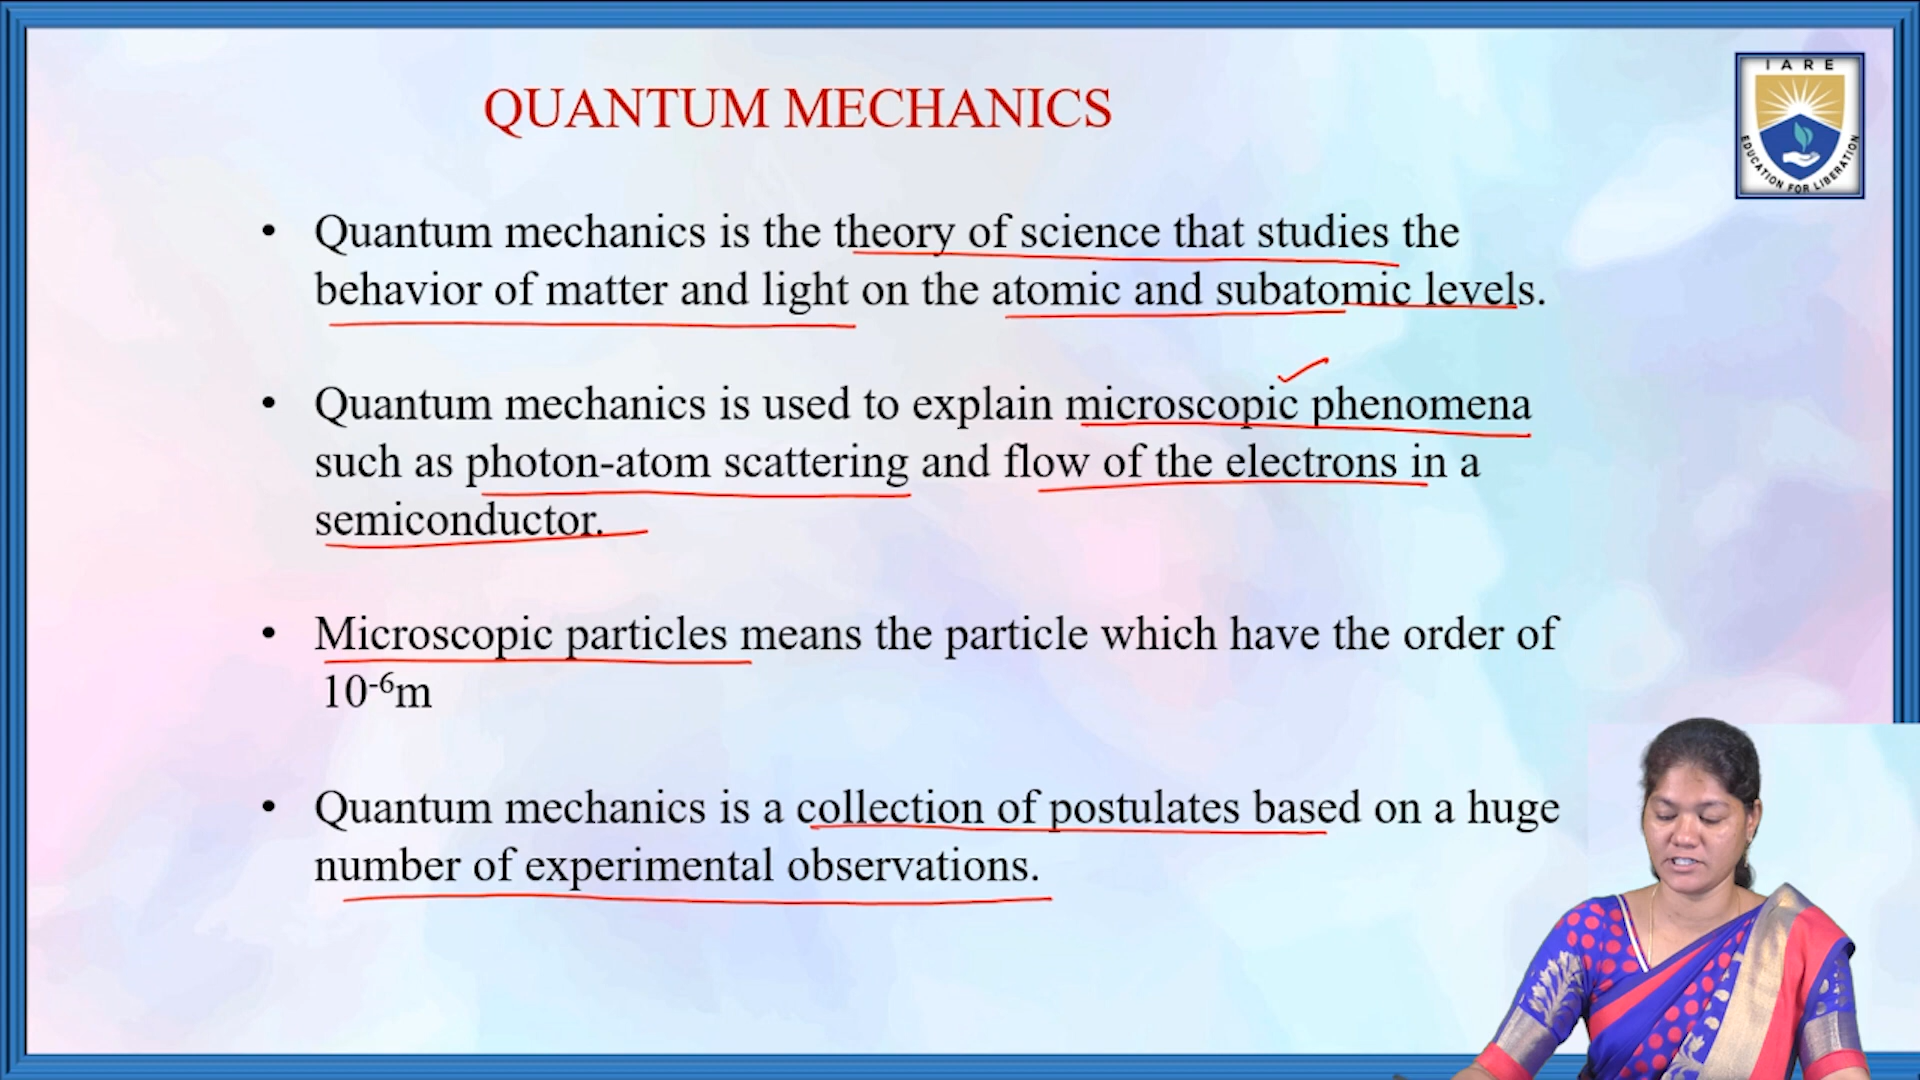 QUANTUM MECHANICS
IARE
EDUCATION FOR LIBERATION
• Quantum mechanics is the theory of science that studies the
behavior of matter and light on the atomic and subatomic levels.
• Quantum mechanics is used to explain microscopic phenomena
such as photon-atom scattering and flow of the electrons in a
semiconductor.
• Microscopic particles means the particle which have the order of
10⁻⁶m
• Quantum mechanics is a collection of postulates based on a huge
number of experimental observations.